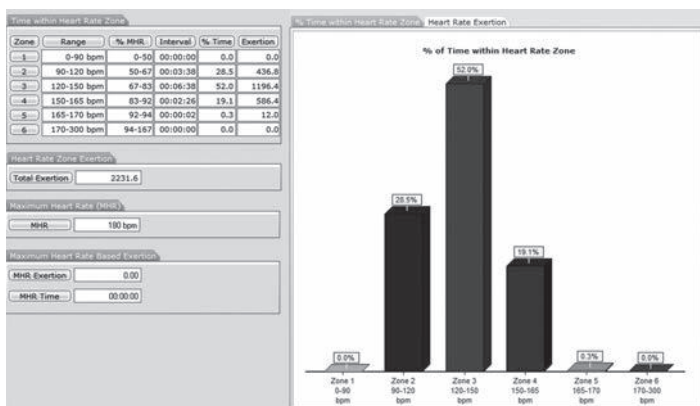 Time within Heart Rate Zone
Zone Range % MHR Interval % Time Exertion
1 0-90 bpm 0-50 00:00:00 0.0 0.0
2 90-120 bpm 50-67 00:03:38 28.5 436.8
3 120-150 bpm 67-83 00:06:38 52.0 1196.4
4 150-165 bpm 83-92 00:02:26 19.1 586.4
5 165-170 bpm 92-94 00:00:02 0.3 12.0
6 170-300 bpm 94-167 00:00:00 0.0 0.0
Heart Rate Zone Exertion
Total Exertion 2231.6
Maximum Heart Rate (MHR)
MHR 180 bpm
Maximum Heart Rate Based Exertion
MHR Exertion 0.00
MHR Time 00:00:00
% Time within Heart Rate Zone Heart Rate Exertion
% of Time within Heart Rate Zone
52.0%
28.5%
19.1%
0.0% 0.3% 0.0%
Zone 1 Zone 2 Zone 3 Zone 4 Zone 5 Zone 6
0-90 90-120 120-150 150-165 165-170 170-300
bpm bpm bpm bpm bpm bpm